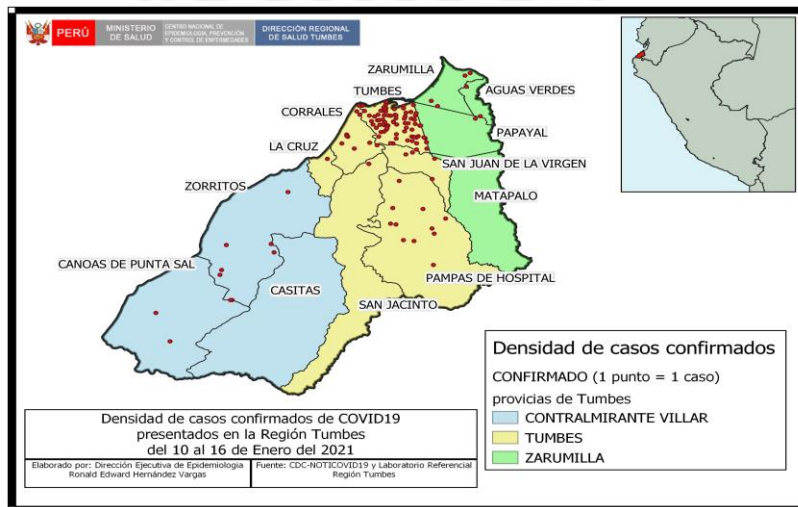 PERÚ
MINISTERIO
DE SALUD
CENTRO NACIONAL DE
EPIDEMIOLOGIA, PREVENCIÓN
Y CONTROL DE ENFERMEDADES
DIRECCIÓN REGIONAL
DE SALUD TUMBES
ZARUMILLA
TUMBES
AGUAS VERDES
CORRALES
PAPAYAL
LA CRUZ
SAN JUAN DE LA VIRGEN
ZORRITOS
MATAPALO
CANOAS DE PUNTA SAL
CASITAS
PAMPAS DE HOSPITAL
SAN JACINTO
Densidad de casos confirmados
CONFIRMADO (1 punto = 1 caso)
provicias de Tumbes
CONTRALMIRANTE VILLAR
TUMBES
ZARUMILLA
Densidad de casos confirmados de COVID19
presentados en la Región Tumbes
del 10 al 16 de Enero del 2021
Elaborado por: Dirección Ejecutiva de Epidemiologia
Ronald Edward Hernández Vargas
Fuente: CDC-NOTICOVID19 y Laboratorio Referencial
Región Tumbes